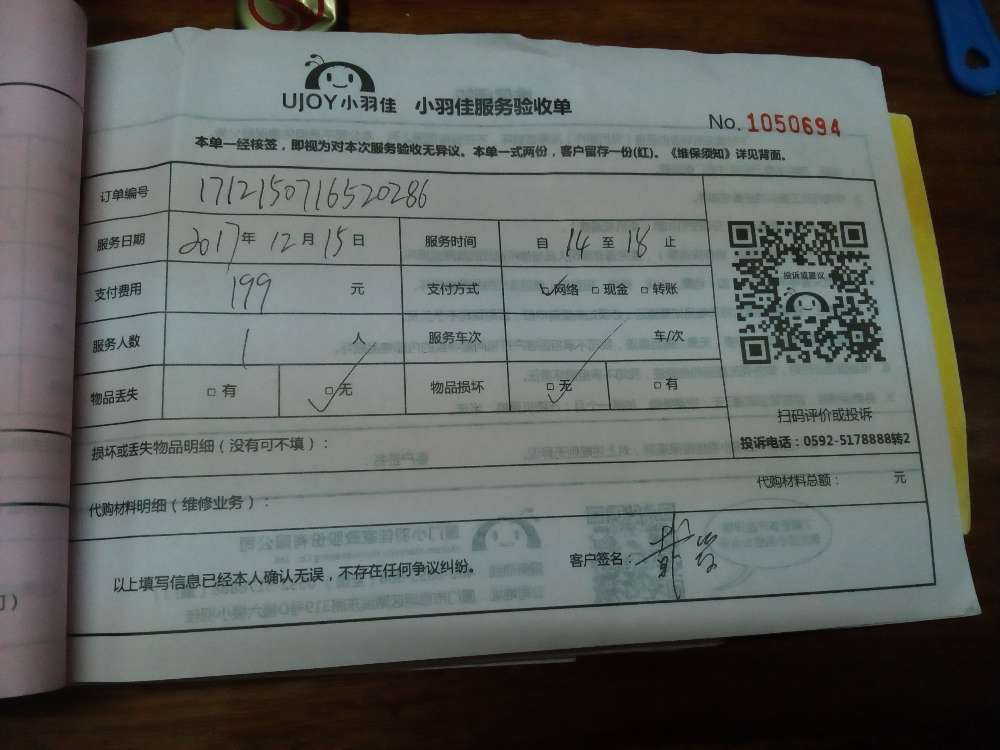 UJOY小羽佳 小羽佳服务验收单
No. 1050694
本单一经核签，即视为对本次服务验收无异议。本单一式两份，客户留存一份(红)。《维保须知》详见背面。
订单编号 1712150716520286
服务日期 2017年12月15日 服务时间 自14至18止
支付费用 199 元 支付方式 ☑网络 □现金 □转账
服务人数 1 人 服务车次 车/次
物品丢失 □有 ☑无 物品损坏 ☑无 □有
投诉或建议
扫码评价或投诉
投诉电话：0592-5178888转2
损坏或丢失物品明细（没有可不填）：
代购材料明细（维修业务）： 代购材料总额： 元
以上填写信息已经本人确认无误，不存在任何争议纠纷。 客户签名：